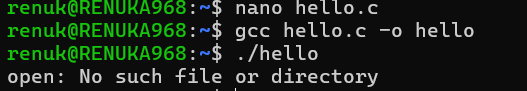 renuk@RENUKA968:~$ nano hello.c
renuk@RENUKA968:~$ gcc hello.c -o hello
renuk@RENUKA968:~$ ./hello
open: No such file or directory